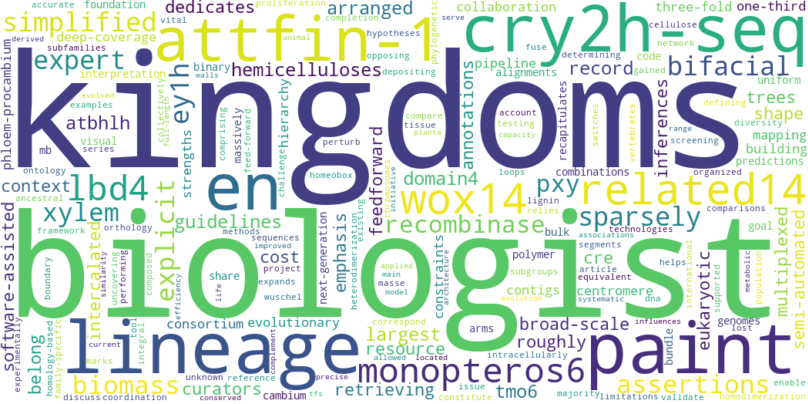 accurate foundation dedicates arranged collaboration three-fold one-third
vital proliferation completion phylogenetic serve cellulose
simplified attfin-1 cry2h-seq
derived deep-coverage animal hypotheses fuse network
subfamilies interpretation binary opposing determining code
expert walls depositing pipeline gained record bifacial
evolved hemicelluloses alignments uniform
phloem-procambium examples ey1h annotations inferences trees
kingdoms
atbhlh collectively full-length comprising massively feed-forward hierarchy challenge
visual series strengths perturb compare tissue planta account testing capacity recapitulates switches vertebrates defining range screening diversity shape
mb homeobox feedforward chromosomes initiative loops combinations organized mapping building predictions
ontology context lbd4 en domain4 wox14 pxy related14
ancestral explicit lignin relies comparisons
xylem guidelines recombinase sparsely
orthology framework methods sequences improved existing bulk technologies goal
software-assisted biologist
intercalated uncovering performing similarity composed cost emphasis heterodimerization constraints architecture polymer segments cre associations multiplexed semi-automated
boundary share project next-generation applied main masse model subgroups article equivalent centromere helps international supported population metabolic
life efficiency expands wuschel contigs systematic dna
experimentally consortium evolutionary correspond evolution eukaryotic genomes
lineage largest arms broad-scale influences lost paint
belong homology-based family-specific current tool integral resource allowed located roughly bundle
marks complement monopteros6 assertions
biomass unknown reference precise intracellularly issue majority limitations enable
curators conserved cambium tfs retrieving constitute tmo6 validate homodimerization
discuss coordination